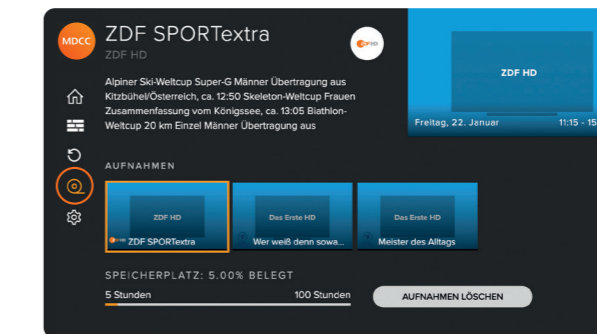 MDCC
ZDF SPORTextra
ZDF HD
ZDF HD
Alpiner Ski-Weltcup Super-G Männer Übertragung aus
Kitzbühel/Österreich, ca. 12:50 Skeleton-Weltcup Frauen
Zusammenfassung vom Königssee, ca. 13:05 Biathlon-
Weltcup 20 km Einzel Männer Übertragung aus
ZDF HD
Freitag, 22. Januar 11:15 - 15
AUFNAHMEN
ZDF HD
ZDF SPORTextra
Das Erste HD
Wer weiß denn sowa...
Das Erste HD
Meister des Alltags
SPEICHERPLATZ: 5.00% BELEGT
5 Stunden 100 Stunden
AUFNAHMEN LÖSCHEN